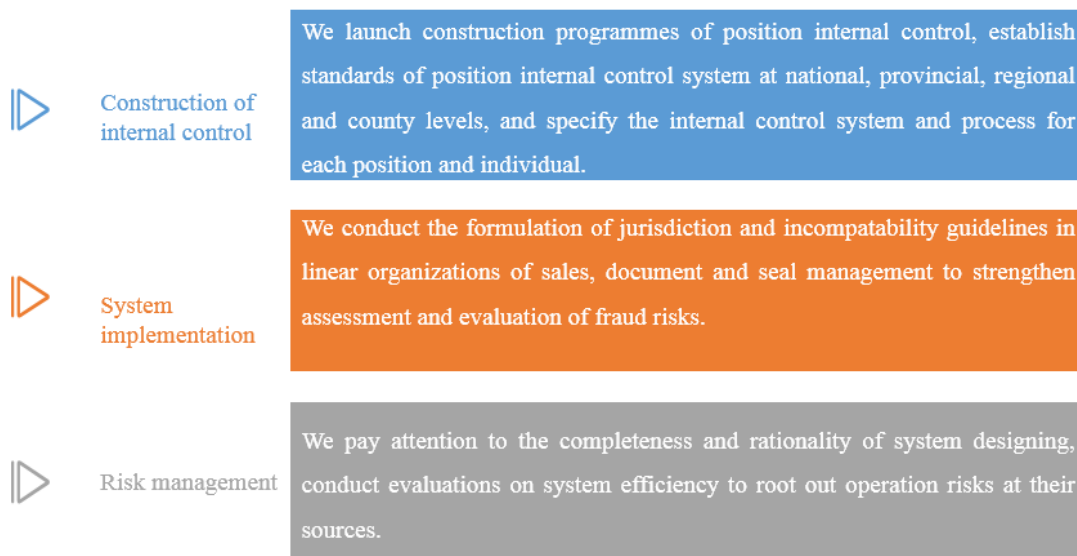 Construction of
internal control
We launch construction programmes of position internal control, establish
standards of position internal control system at national, provincial, regional
and county levels, and specify the internal control system and process for
each position and individual.
System
implementation
We conduct the formulation of jurisdiction and incompatability guidelines in
linear organizations of sales, document and seal management to strengthen
assessment and evaluation of fraud risks.
Risk management
We pay attention to the completeness and rationality of system designing,
conduct evaluations on system efficiency to root out operation risks at their
sources.